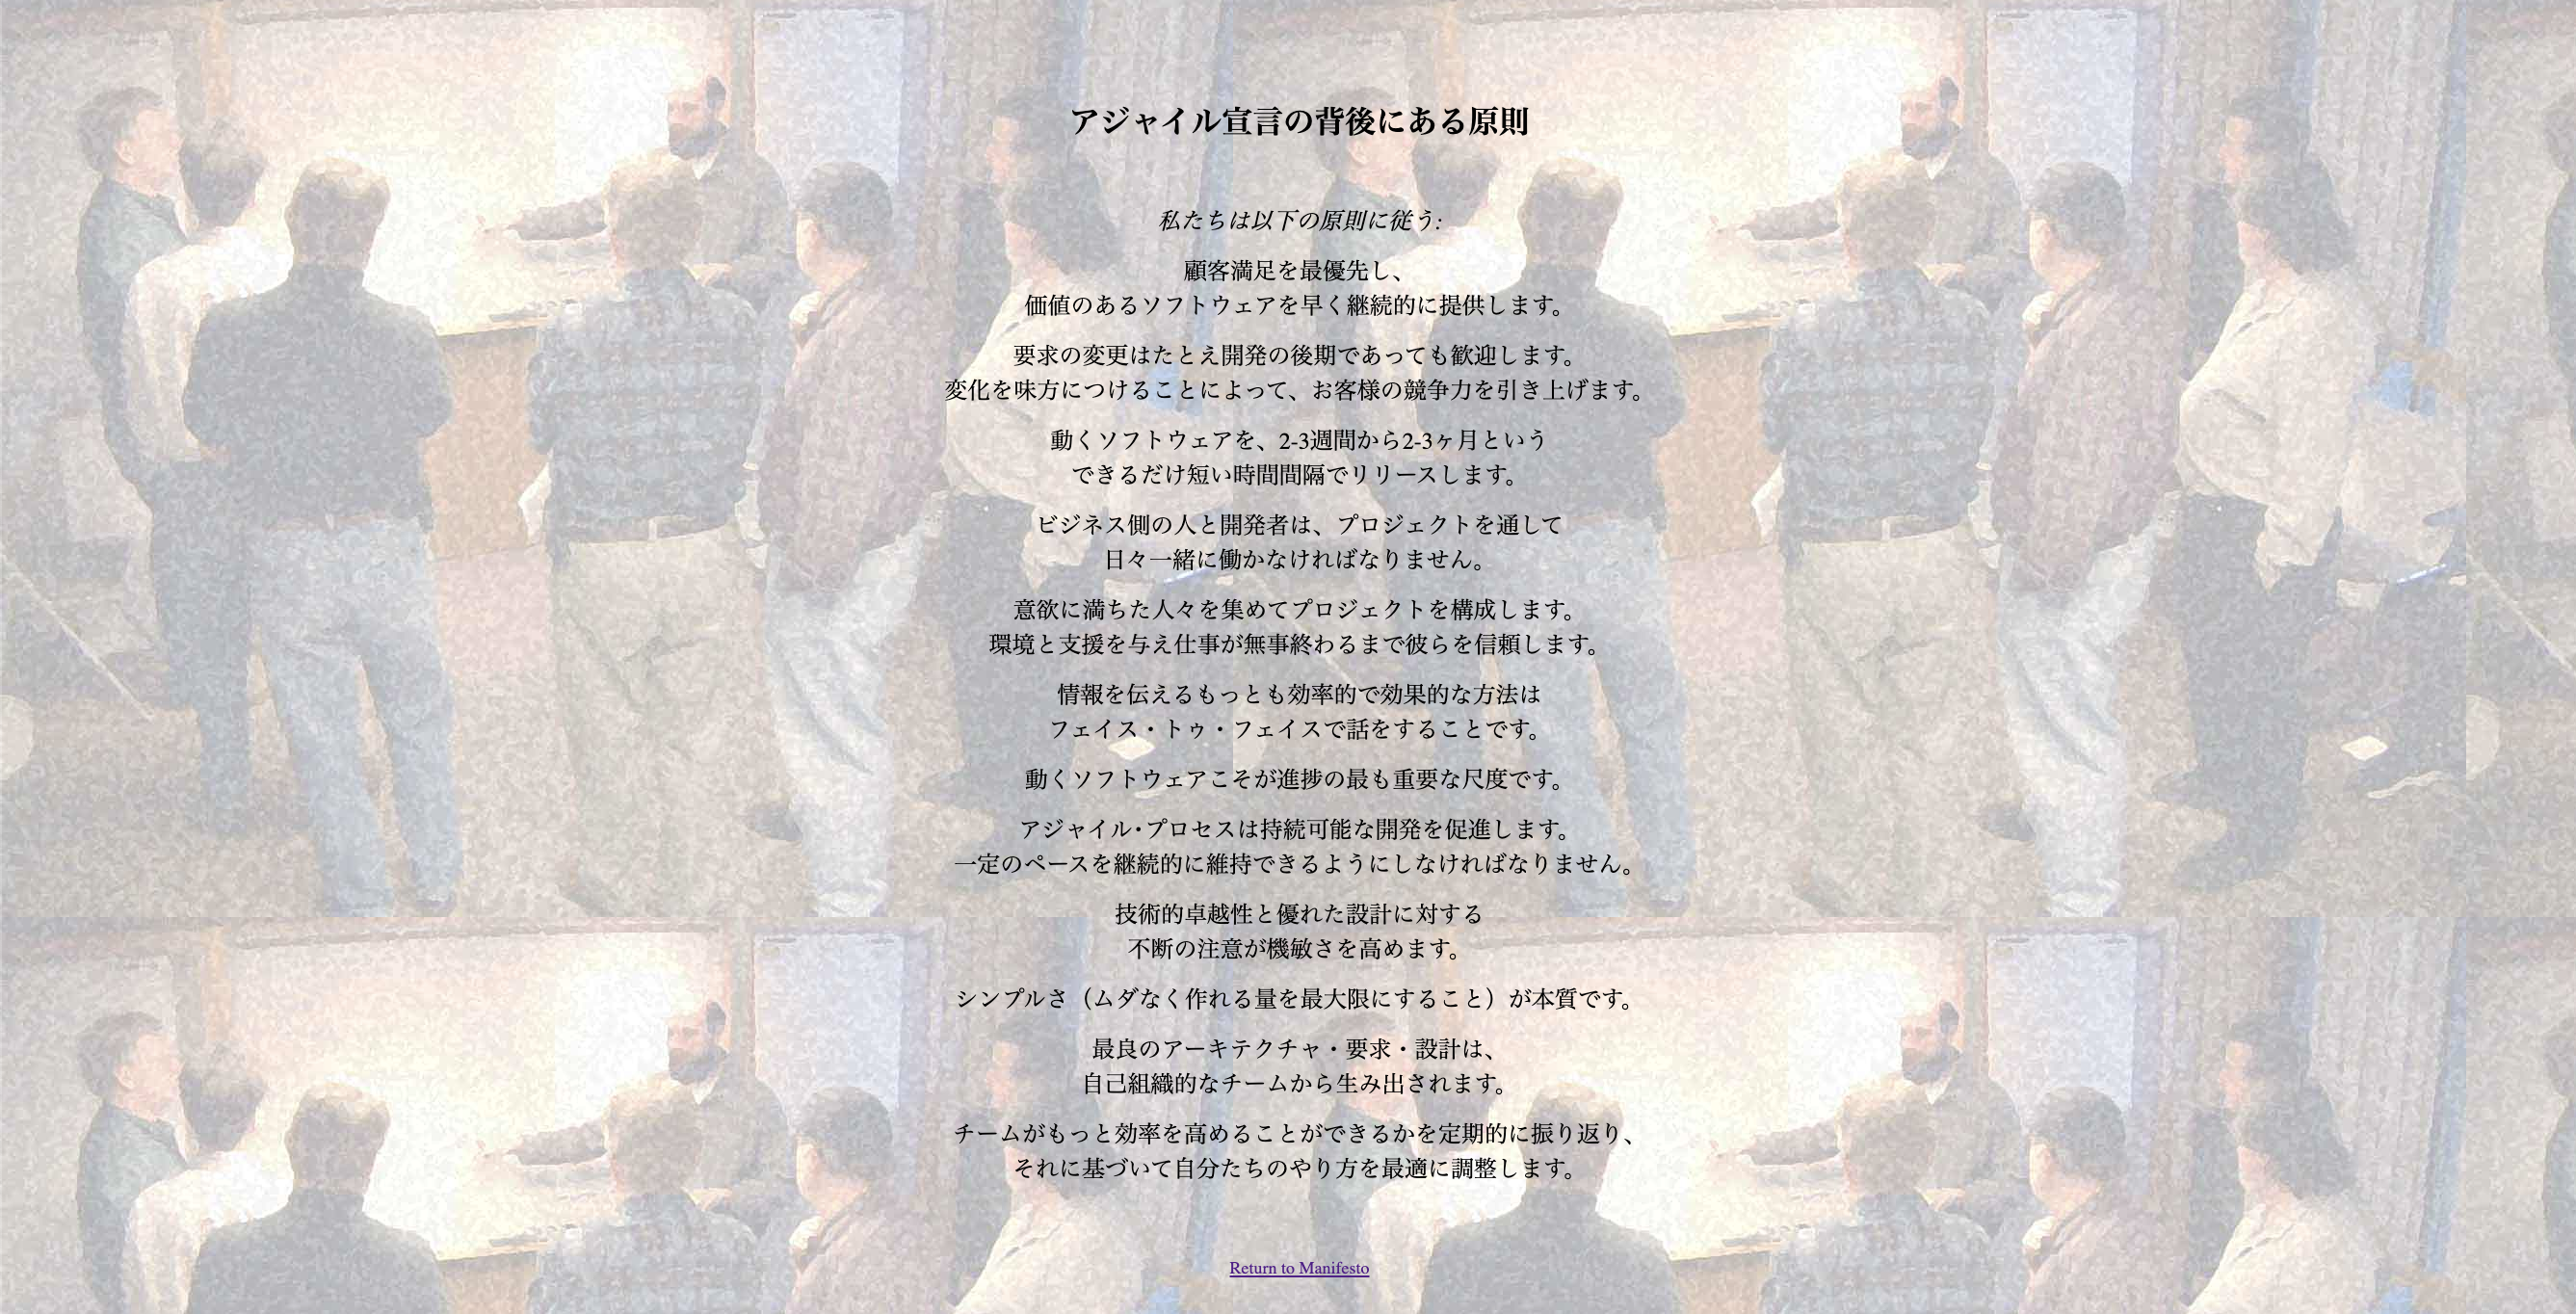 アジャイル宣言の背後にある原則
私たちは以下の原則に従う:
顧客満足を最優先し、
価値のあるソフトウェアを早く継続的に提供します。
要求の変更はたとえ開発の後期であっても歓迎します。
変化を味方につけることによって、お客様の競争力を引き上げます。
動くソフトウェアを、2-3週間から2-3ヶ月という
できるだけ短い時間間隔でリリースします。
ビジネス側の人と開発者は、プロジェクトを通して
日々一緒に働かなければなりません。
意欲に満ちた人々を集めてプロジェクトを構成します。
環境と支援を与え仕事が無事終わるまで彼らを信頼します。
情報を伝えるもっとも効率的で効果的な方法は
フェイス・トゥ・フェイスで話をすることです。
動くソフトウェアこそが進捗の最も重要な尺度です。
アジャイル･プロセスは持続可能な開発を促進します。
一定のペースを継続的に維持できるようにしなければなりません。
技術的卓越性と優れた設計に対する
不断の注意が機敏さを高めます。
シンプルさ（ムダなく作れる量を最大限にすること）が本質です。
最良のアーキテクチャ・要求・設計は、
自己組織的なチームから生み出されます。
チームがもっと効率を高めることができるかを定期的に振り返り、
それに基づいて自分たちのやり方を最適に調整します。
Return to Manifesto